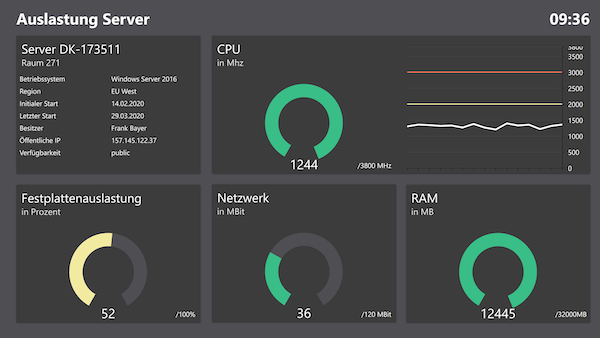 Auslastung Server
09:36
Server DK-173511
Raum 271
Betriebssystem Windows Server 2016
Region EU West
Initialer Start 14.02.2020
Letzter Start 29.03.2020
Besitzer Frank Bayer
Öffentliche IP 157.145.122.37
Verfügbarkeit public
CPU
in Mhz
1244
/3800 MHz
3800
3500
3000
2500
2000
1500
1000
500
0
Festplattenauslastung
in Prozent
52
/100%
Netzwerk
in MBit
36
/120 MBit
RAM
in MB
12445
/32000MB